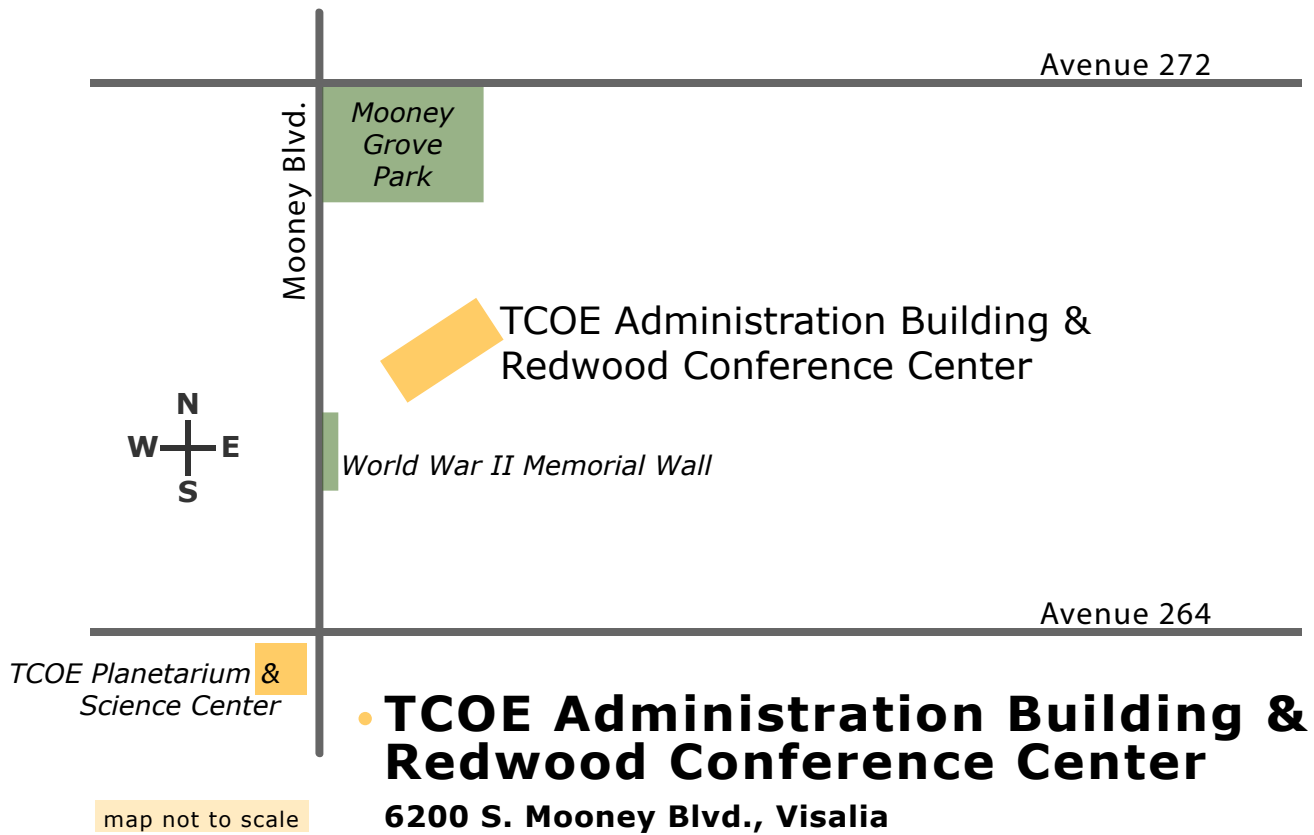 Avenue 272
Mooney Blvd.
Mooney
Grove
Park
TCOE Administration Building &
Redwood Conference Center
N
W E
S
World War II Memorial Wall
Avenue 264
TCOE Planetarium &
Science Center
• TCOE Administration Building &
Redwood Conference Center
6200 S. Mooney Blvd., Visalia
map not to scale